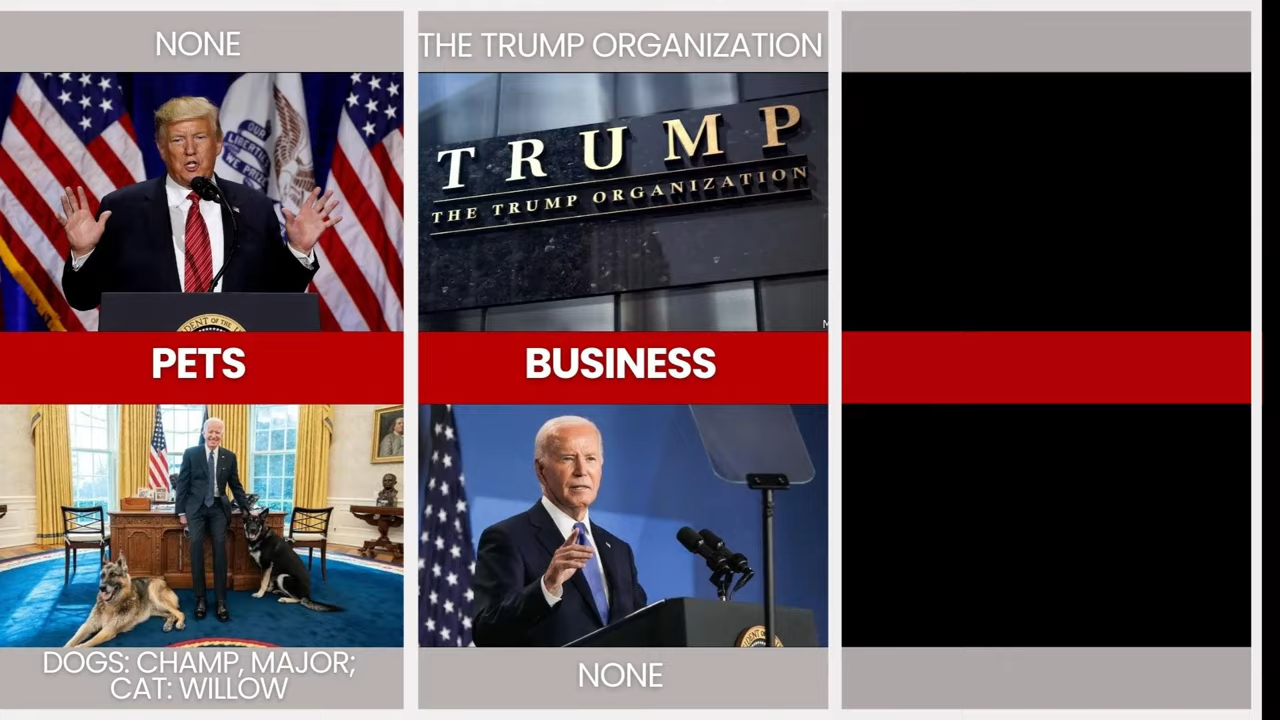 NONE
THE TRUMP ORGANIZATION
TRUMP
THE TRUMP ORGANIZATION
PETS
BUSINESS
DOGS: CHAMP, MAJOR;
CAT: WILLOW
NONE